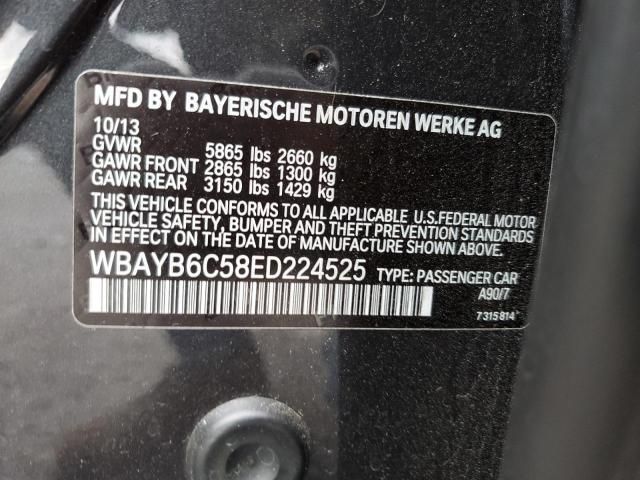 MFD BY BAYERISCHE MOTOREN WERKE AG
10/13
GVWR 5865 lbs 2660 kg
GAWR FRONT 2865 lbs 1300 kg
GAWR REAR 3150 lbs 1429 kg
THIS VEHICLE CONFORMS TO ALL APPLICABLE U.S.FEDERAL MOTOR
VEHICLE SAFETY, BUMPER AND THEFT PREVENTION STANDARDS
IN EFFECT ON THE DATE OF MANUFACTURE SHOWN ABOVE.
WBAYB6C58ED224525 TYPE: PASSENGER CAR
A90/7
7315814